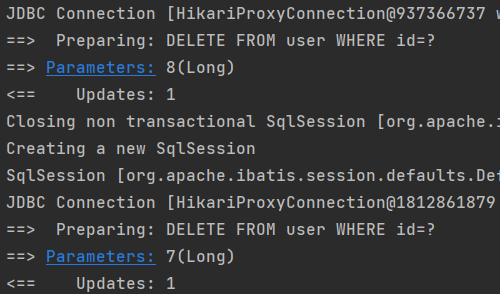 JDBC Connection [HikariProxyConnection@937366737 w
==>  Preparing: DELETE FROM user WHERE id=?
==> Parameters: 8(Long)
<==    Updates: 1
Closing non transactional SqlSession [org.apache.i
Creating a new SqlSession
SqlSession [org.apache.ibatis.session.defaults.Def
JDBC Connection [HikariProxyConnection@1812861879
==>  Preparing: DELETE FROM user WHERE id=?
==> Parameters: 7(Long)
<==    Updates: 1